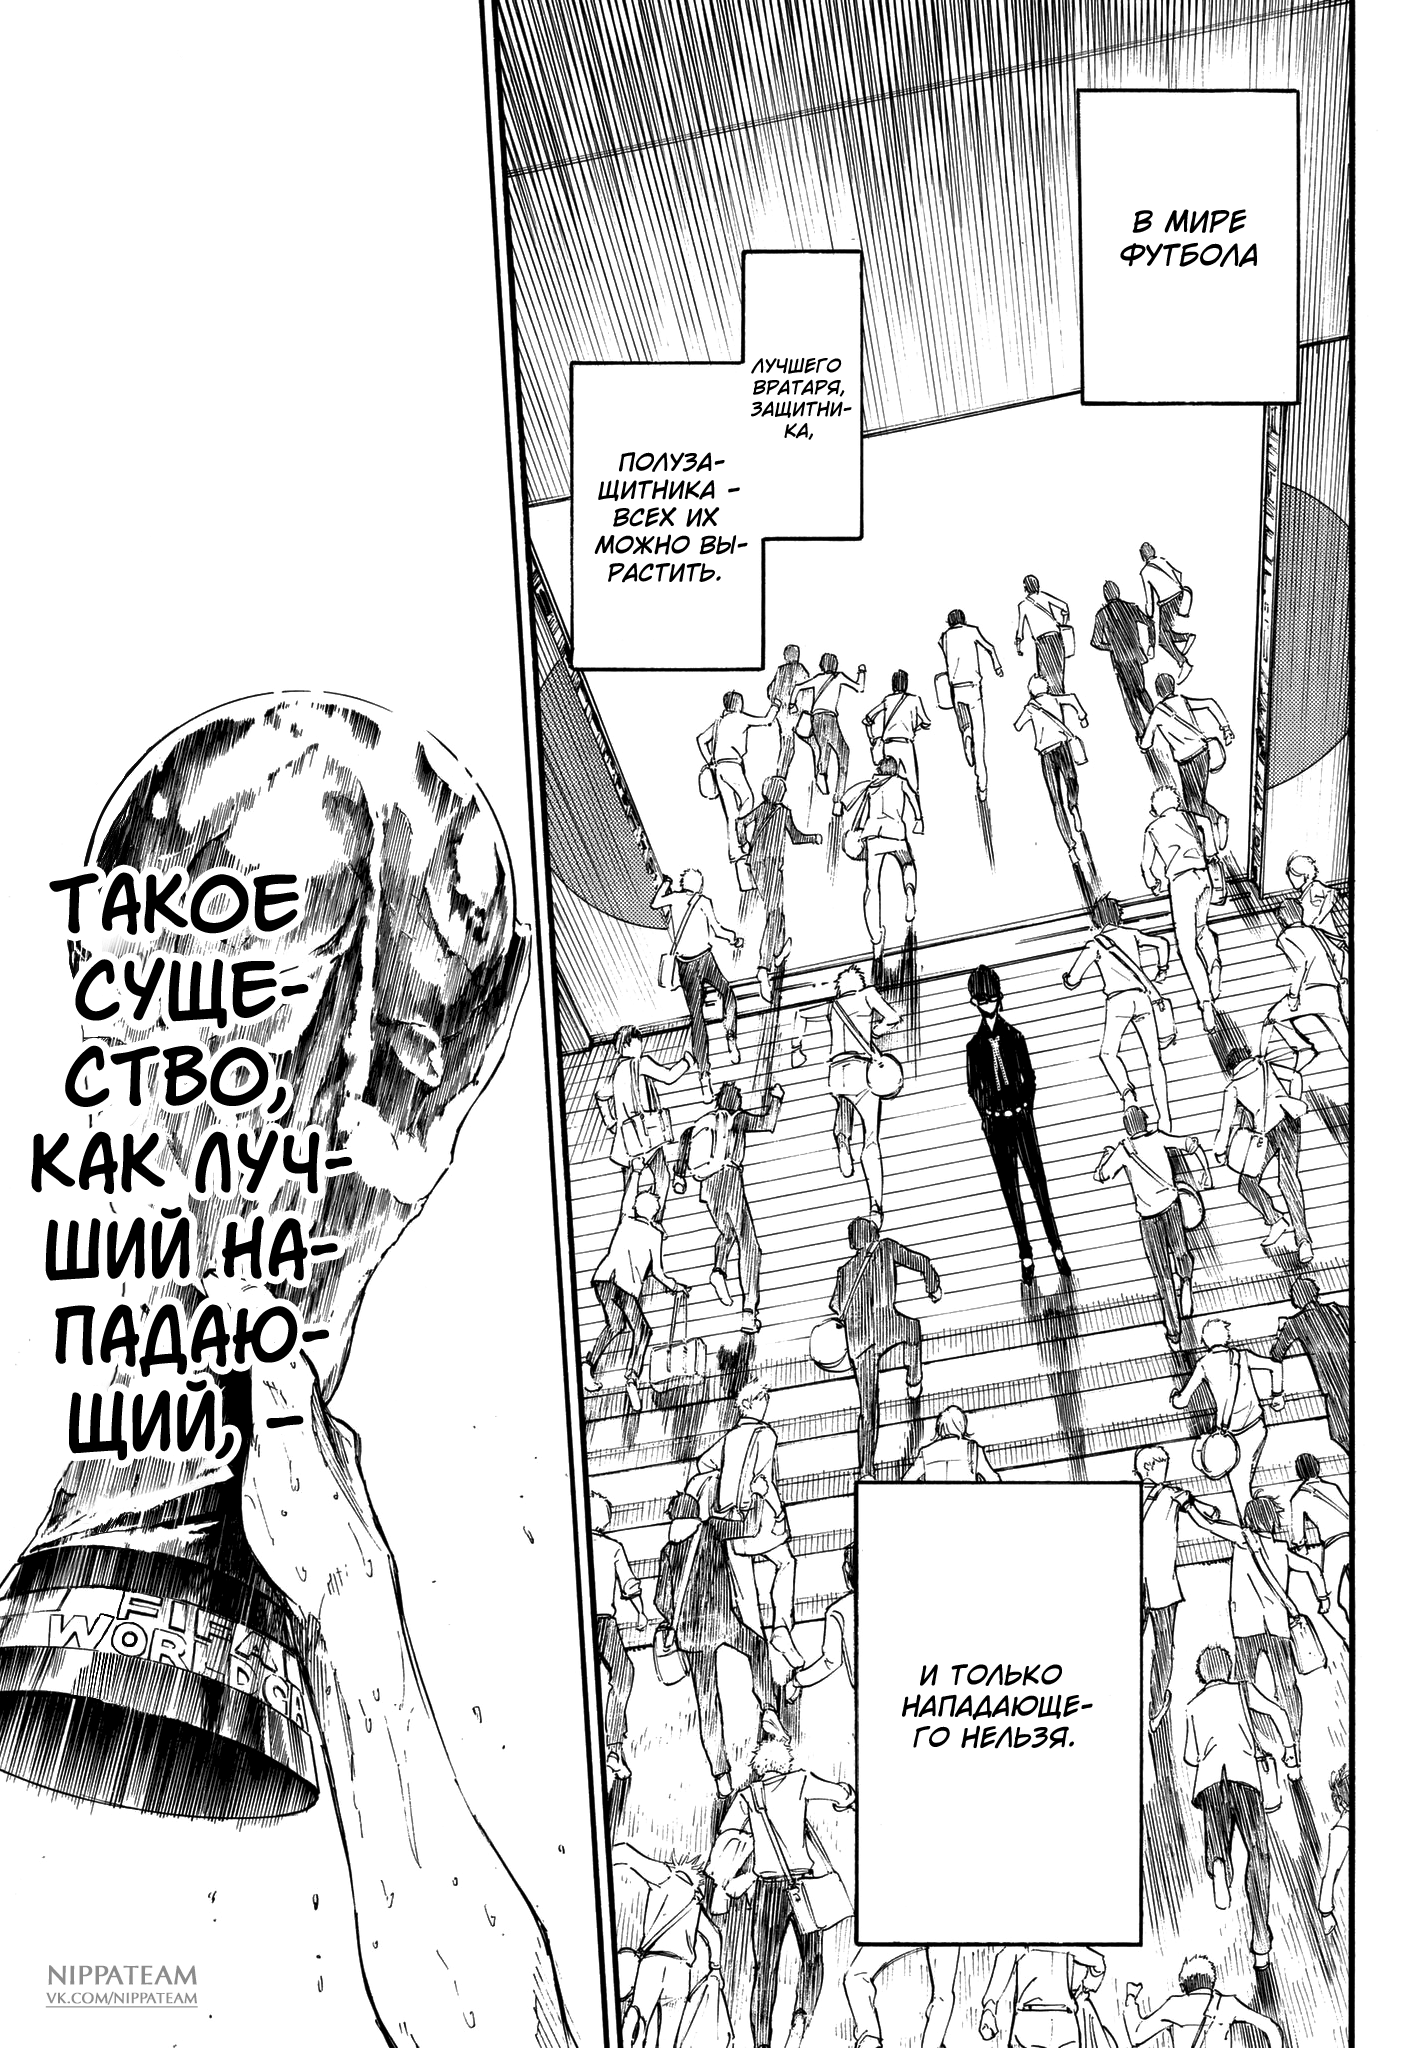 В МИРЕ
ФУТБОЛА
ЛУЧШЕГО
ВРАТАРЯ,
ЗАЩИТНИ-
КА,
ПОЛУЗА-
ЩИТНИКА –
ВСЕХ ИХ
МОЖНО ВЫ-
РАСТИТЬ.
И ТОЛЬКО
НАПАДАЮЩЕ-
ГО НЕЛЬЗЯ.
ТАКОЕ
СУЩЕ-
СТВО,
КАК ЛУЧ-
ШИЙ НА-
ПАДАЮ-
ЩИЙ, –
FIFA
WORLD CA
NIPPATEAM
VK.COM/NIPPATEAM